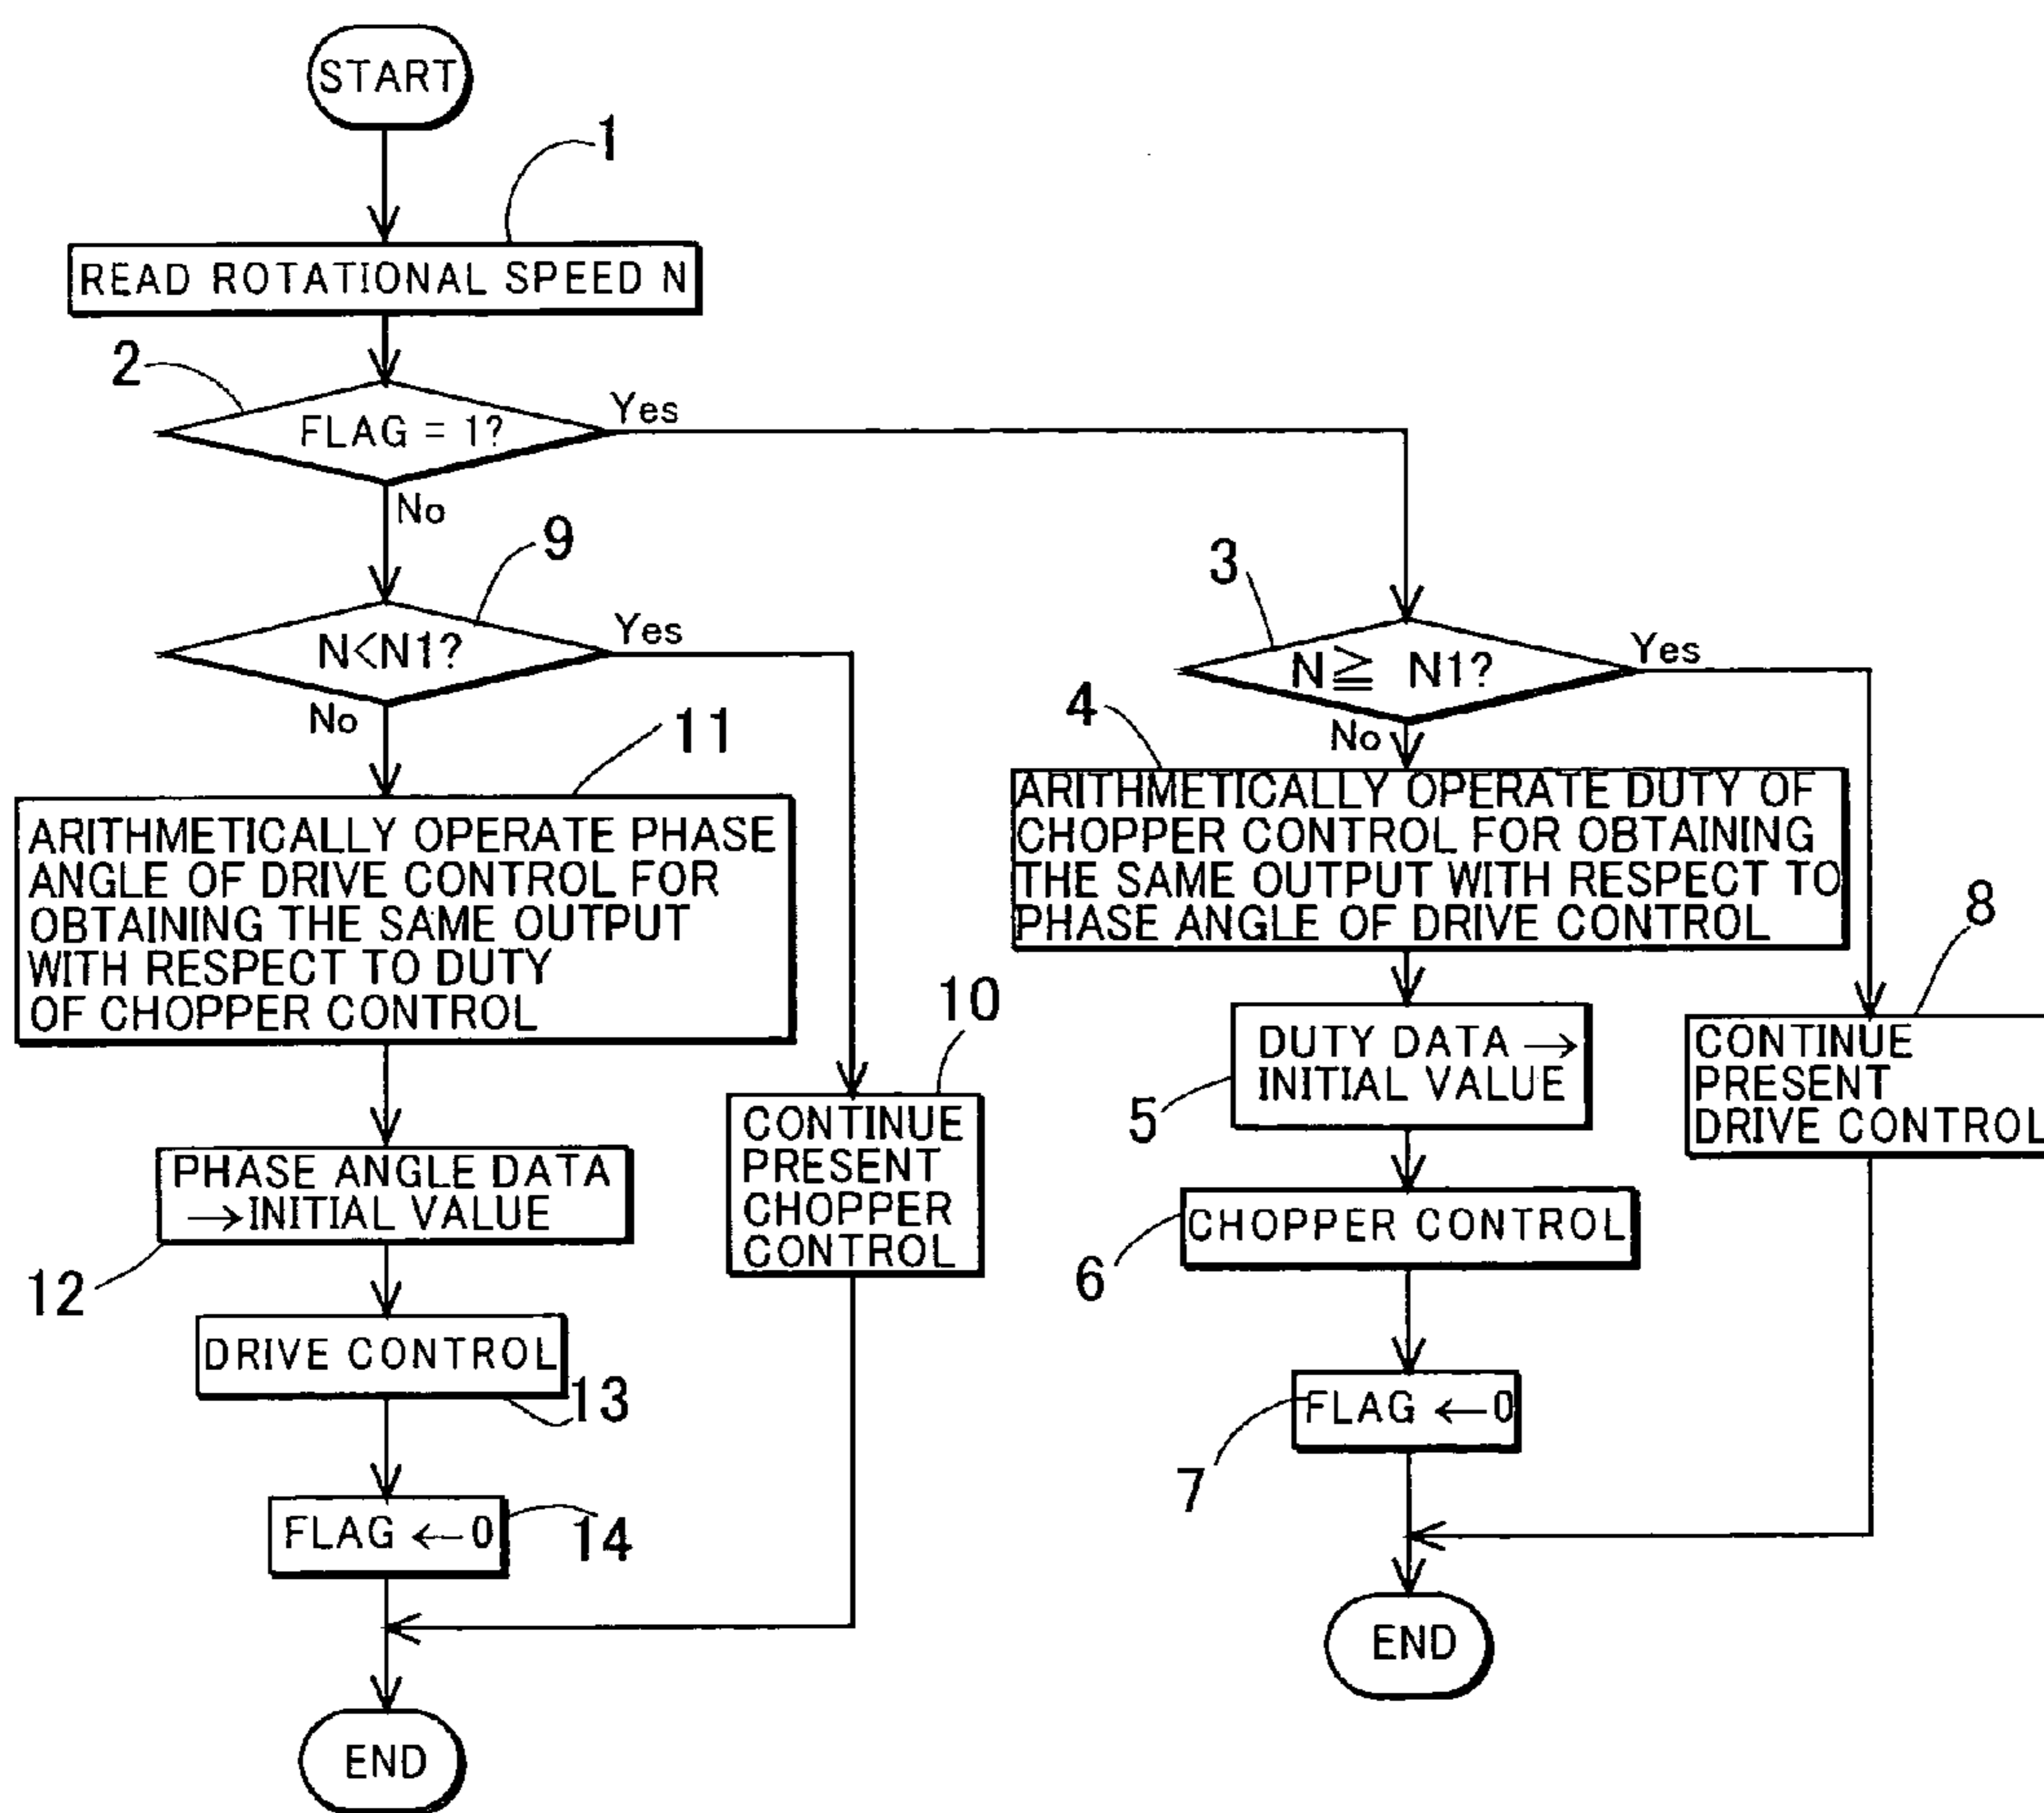 START
1
READ ROTATIONAL SPEED N
2
FLAG = 1?
Yes
No
9
N<N1?
Yes
No
11
ARITHMETICALLY OPERATE PHASE
ANGLE OF DRIVE CONTROL FOR
OBTAINING THE SAME OUTPUT
WITH RESPECT TO DUTY
OF CHOPPER CONTROL
10
CONTINUE
PRESENT
CHOPPER
CONTROL
PHASE ANGLE DATA
→INITIAL VALUE
12
DRIVE CONTROL
13
FLAG ←0
14
END
3
N≧ N1?
Yes
No
4
ARITHMETICALLY OPERATE DUTY OF
CHOPPER CONTROL FOR OBTAINING
THE SAME OUTPUT WITH RESPECT TO
PHASE ANGLE OF DRIVE CONTROL
8
CONTINUE
PRESENT
DRIVE CONTROL
DUTY DATA →
INITIAL VALUE
5
CHOPPER CONTROL
6
FLAG ←0
7
END